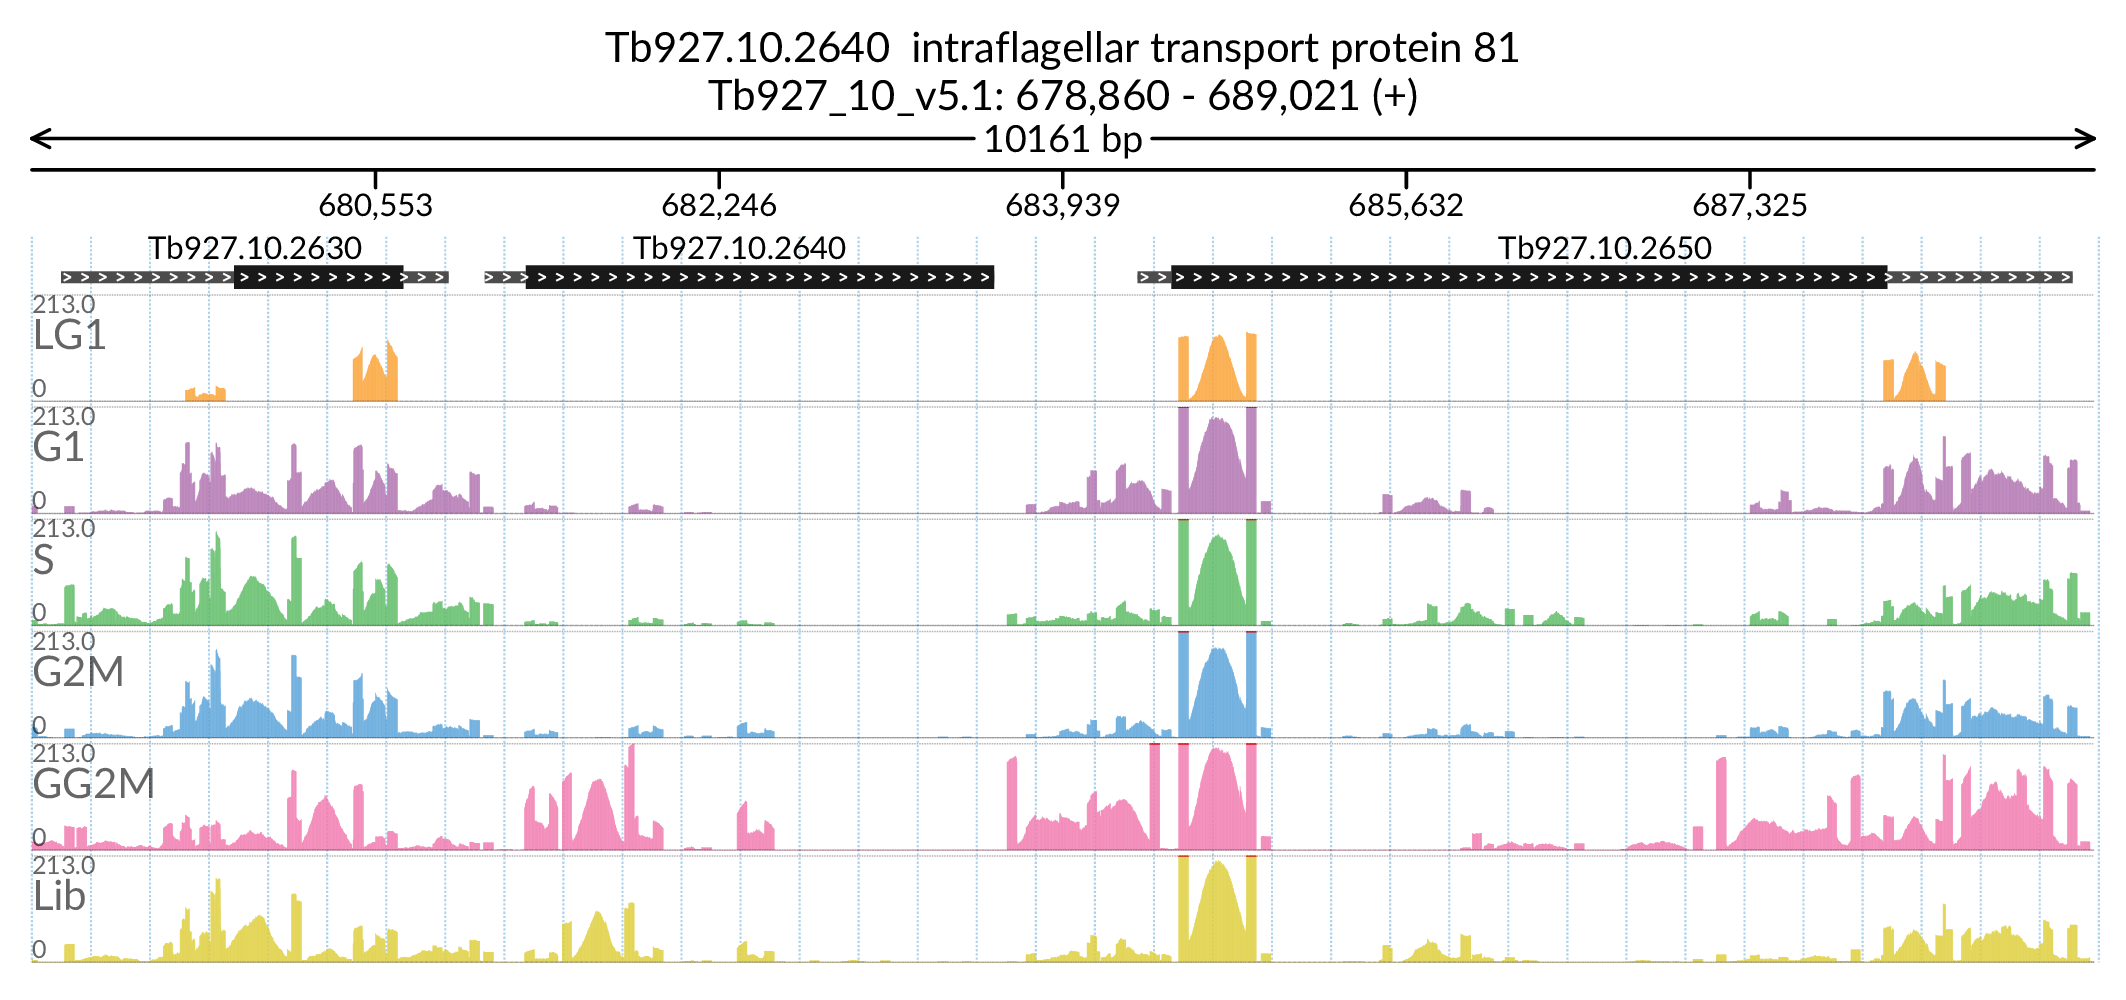 Tb927.10.2640 intraflagellar transport protein 81
Tb927_10_v5.1: 678,860 - 689,021 (+)
10161 bp
680,553 682,246 683,939 685,632 687,325
Tb927.10.2630 Tb927.10.2640 Tb927.10.2650
213.0
LG1
0
213.0
G1
0
213.0
S
0
213.0
G2M
0
213.0
GG2M
0
213.0
Lib
0